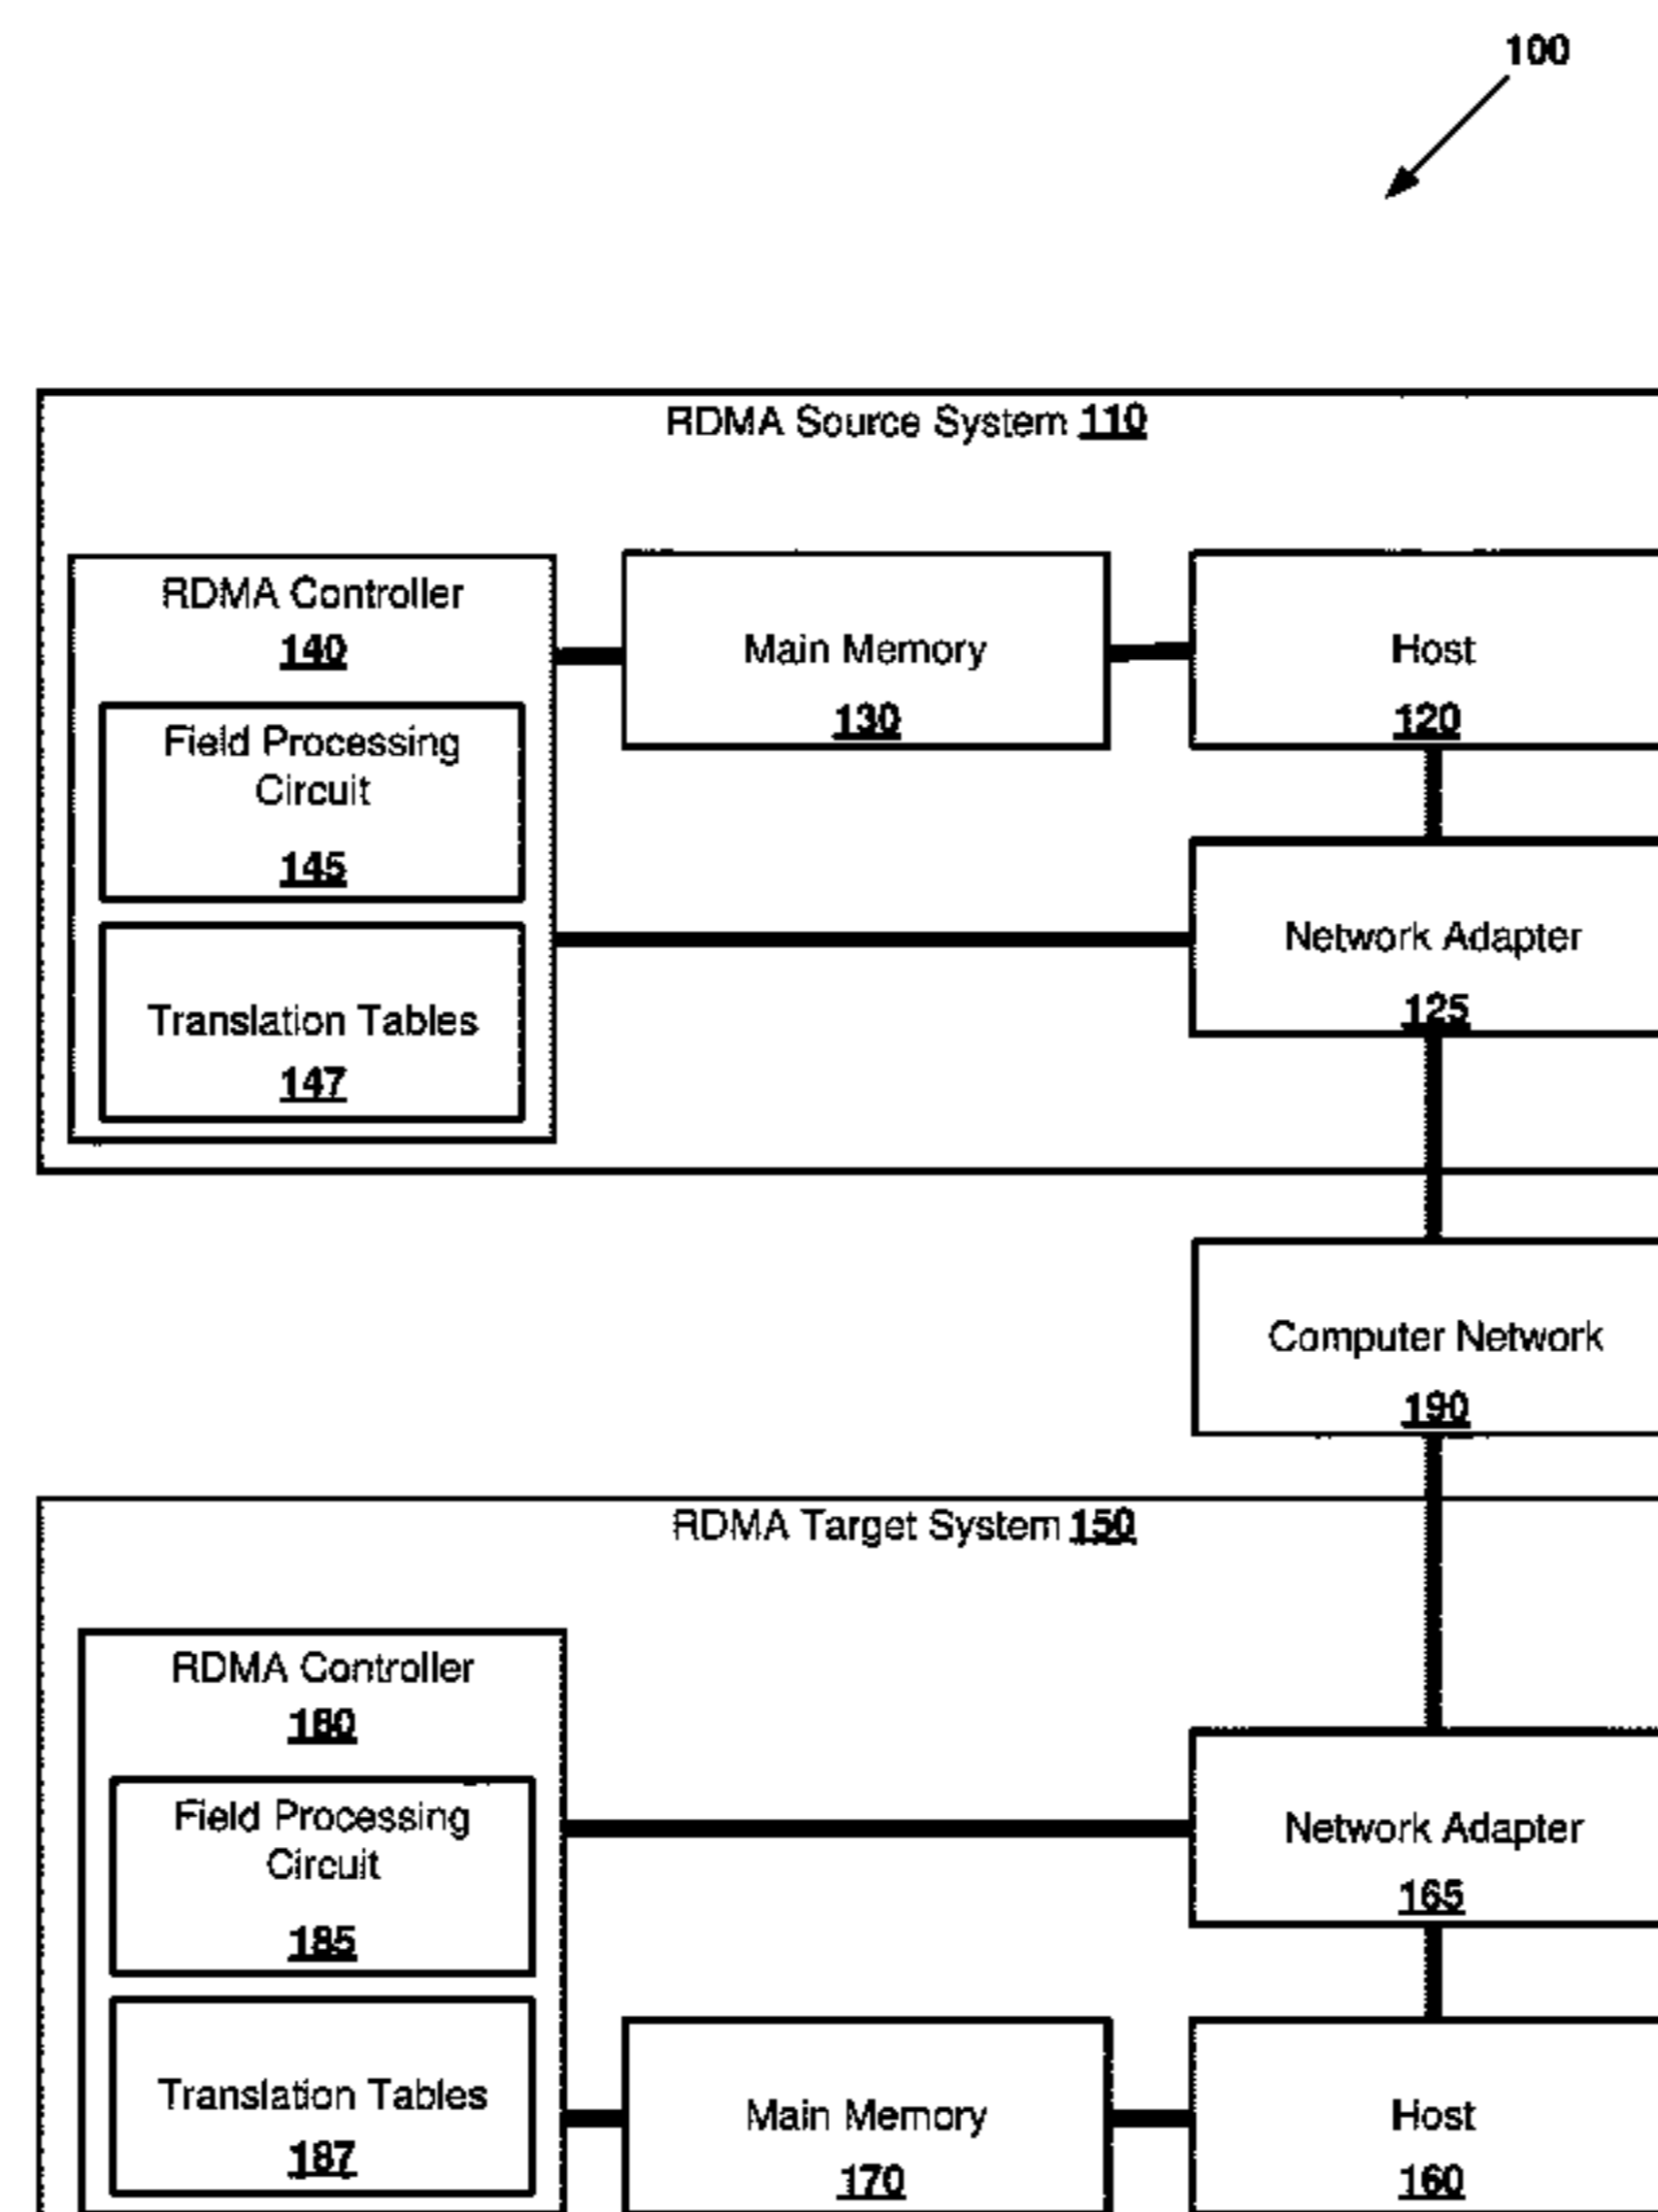 100
RDMA Source System 110
RDMA Controller
140
Field Processing
Circuit
145
Translation Tables
147
Main Memory
130
Host
120
Network Adapter
125
Computer Network
190
RDMA Target System 150
RDMA Controller
180
Field Processing
Circuit
185
Translation Tables
187
Network Adapter
165
Main Memory
170
Host
160